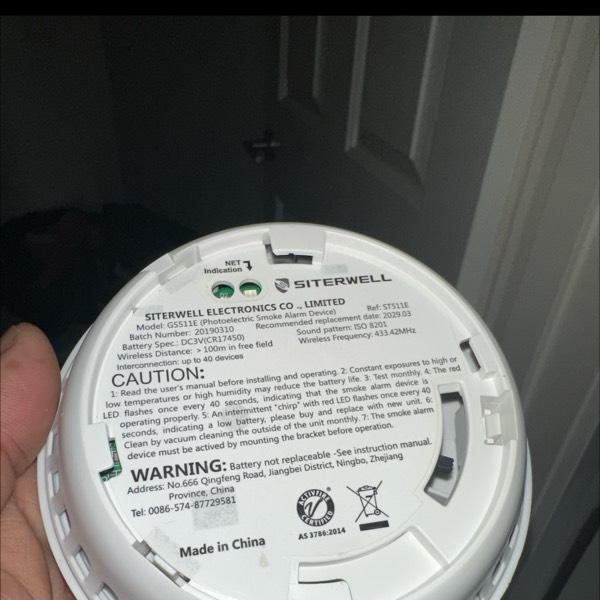 NET
Indication
SITERWELL
SITERWELL ELECTRONICS CO ., LIMITED
Model: GS511E (Photoelectric Smoke Alarm Device) Ref: ST511E
Batch Number: 20190310 Recommended replacement date: 2029.03
Battery Spec.: DC3V(CR17450) Sound pattern: ISO 8201
Wireless Distance: > 100m in free field Wireless Frequency: 433.42MHz
Interconnection: up to 40 devices
CAUTION:
1: Read the user's manual before installing and operating. 2: Constant exposures to high or
low temperatures or high humidity may reduce the battery life. 3: Test monthly. 4: The red
LED flashes once every 40 seconds, indicating that the smoke alarm device is
operating properly. 5: An intermittent "chirp" with red LED flashes once every 40
seconds, indicating a low battery, please buy and replace with new unit. 6:
Clean by vacuum cleaning the outside of unit monthly. 7: The smoke alarm
device must be actived by mounting the bracket before operation.
WARNING: Battery not replaceable -See instruction manual.
Address: No.666 Qingfeng Road, Jiangbei District, Ningbo, Zhejiang
Province, China
Tel: 0086-574-87729581
ACTIVFIRE
CERTIFIED
AS 3786:2014
Made in China